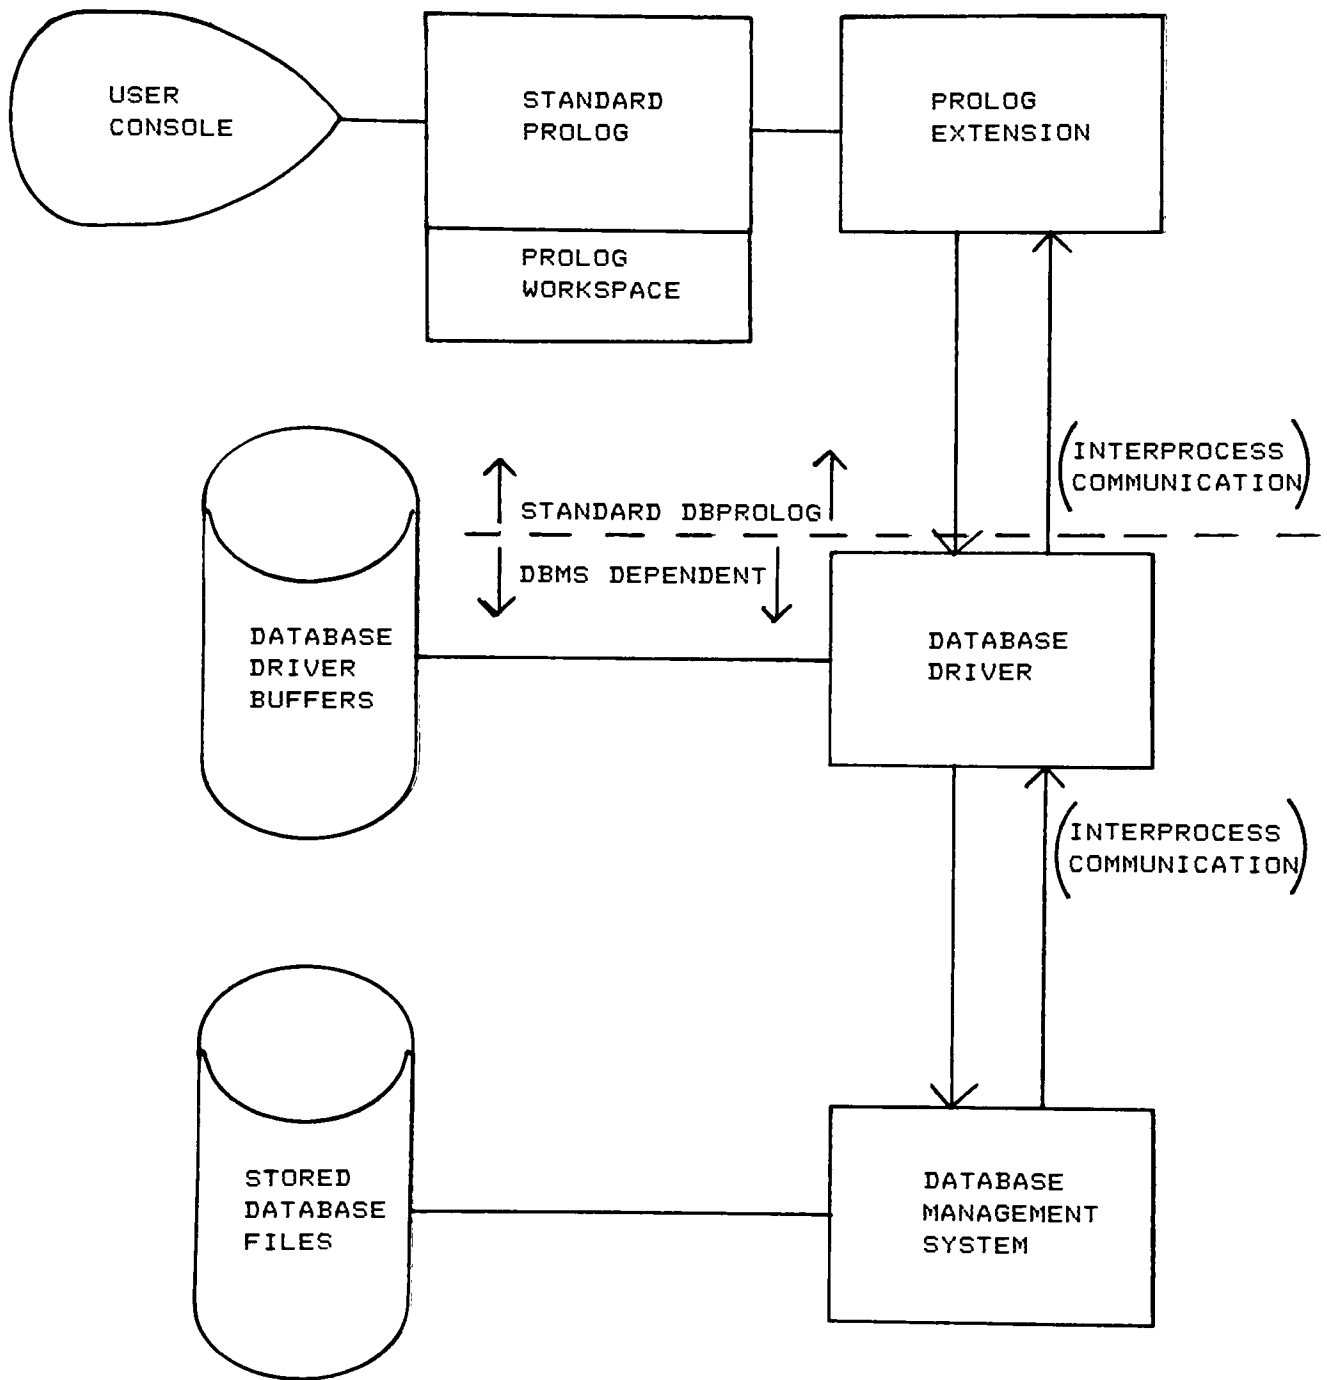 USER
CONSOLE
STANDARD
PROLOG
PROLOG
EXTENSION
PROLOG
WORKSPACE
(INTERPROCESS
COMMUNICATION)
STANDARD DBPROLOG
DBMS DEPENDENT
DATABASE
DRIVER
BUFFERS
DATABASE
DRIVER
(INTERPROCESS
COMMUNICATION)
STORED
DATABASE
FILES
DATABASE
MANAGEMENT
SYSTEM